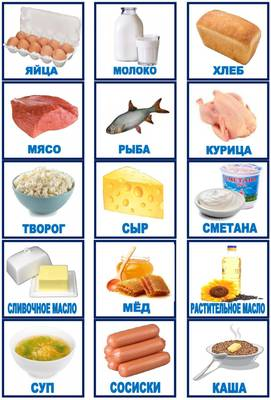 ЯЙЦА
МОЛОКО
ХЛЕБ
МЯСО
РЫБА
КУРИЦА
ТВОРОГ
СЫР
СМЕТАНА
СЛИВОЧНОЕ МАСЛО
МЁД
РАСТИТЕЛЬНОЕ МАСЛО
СУП
СОСИСКИ
КАША